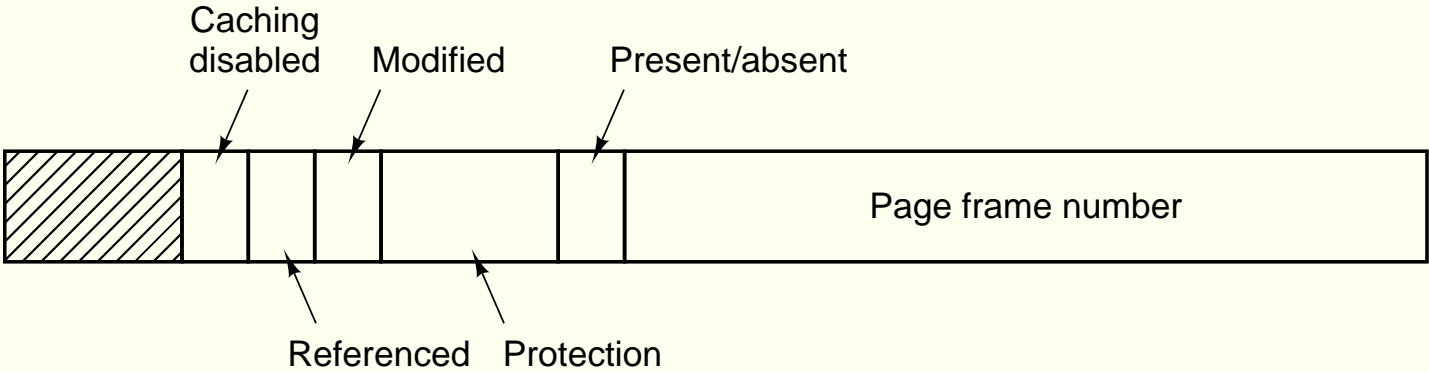 Caching
disabled
Modified
Present/absent
Page frame number
Referenced
Protection